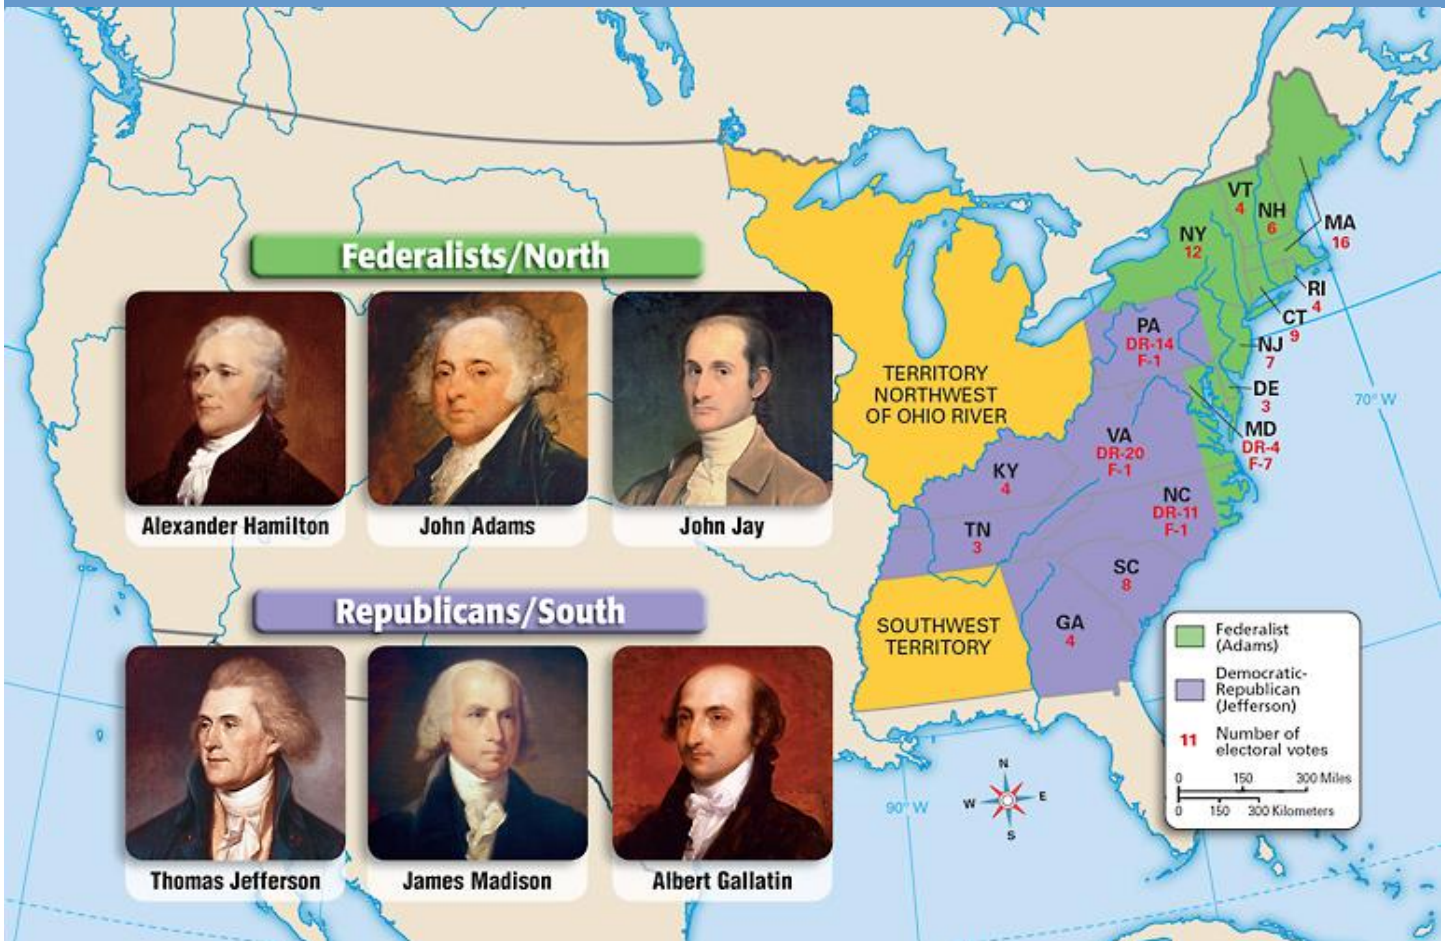 Federalists/North
Alexander Hamilton
John Adams
John Jay
Republicans/South
Thomas Jefferson
James Madison
Albert Gallatin
TERRITORY
NORTHWEST
OF OHIO RIVER
SOUTHWEST
TERRITORY
VT
4
NH
6
MA
16
NY
12
RI
4
CT
9
PA
DR-14
F-1
NJ
7
DE
3
MD
DR-4
F-7
VA
DR-20
F-1
KY
4
NC
DR-11
F-1
TN
3
SC
8
GA
4
70° W
90° W
N
W
E
S
Federalist
(Adams)
Democratic-
Republican
(Jefferson)
11 Number of
electoral votes
0 150 300 Miles
0 150 300 Kilometers